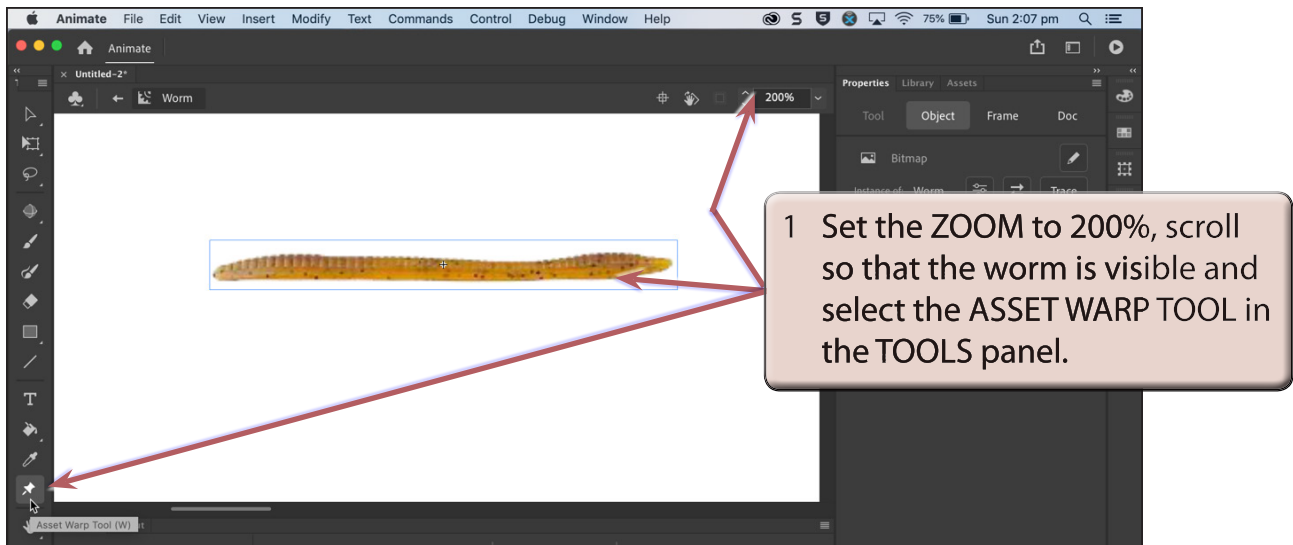 Animate File Edit View Insert Modify Text Commands Control Debug Window Help 75% Sun 2:07 pm
Animate
× Untitled-2*
Worm 200%
Properties Library Assets
Tool Object Frame Doc
Bitmap
Instance of: Worm Trace
1 Set the ZOOM to 200%, scroll
so that the worm is visible and
select the ASSET WARP TOOL in
the TOOLS panel.
T
Asset Warp Tool (W)